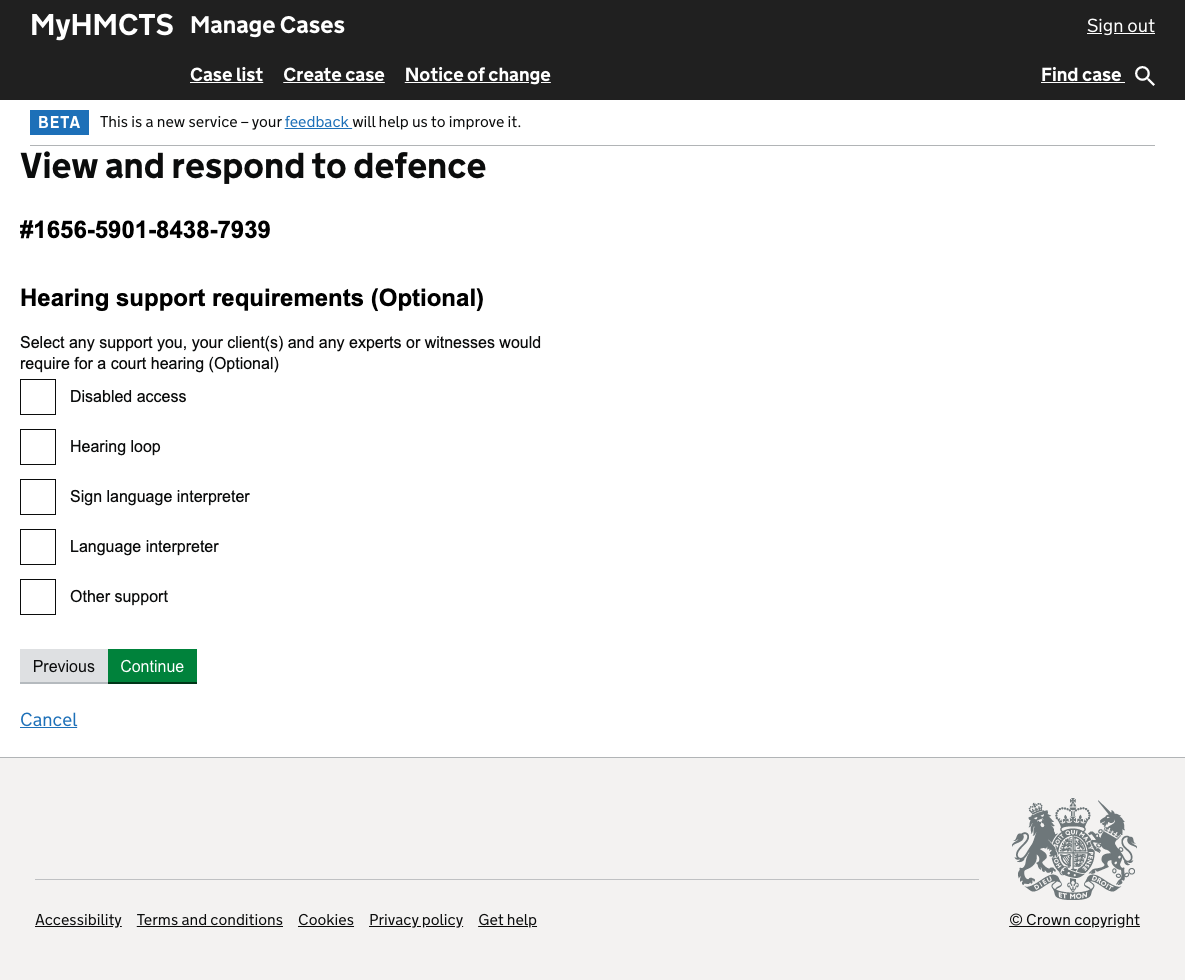 MyHMCTS Manage Cases Sign out
Case list Create case Notice of change Find case
BETA This is a new service – your feedback will help us to improve it.
View and respond to defence
#1656-5901-8438-7939
Hearing support requirements (Optional)
Select any support you, your client(s) and any experts or witnesses would
require for a court hearing (Optional)
Disabled access
Hearing loop
Sign language interpreter
Language interpreter
Other support
Previous Continue
Cancel
DIEU ET MON DROIT
Accessibility Terms and conditions Cookies Privacy policy Get help © Crown copyright